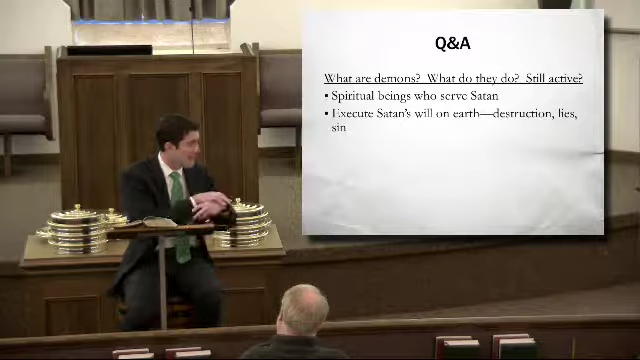 Q&A
What are demons? What do they do? Still active?
▪ Spiritual beings who serve Satan
▪ Execute Satan's will on earth—destruction, lies,
sin